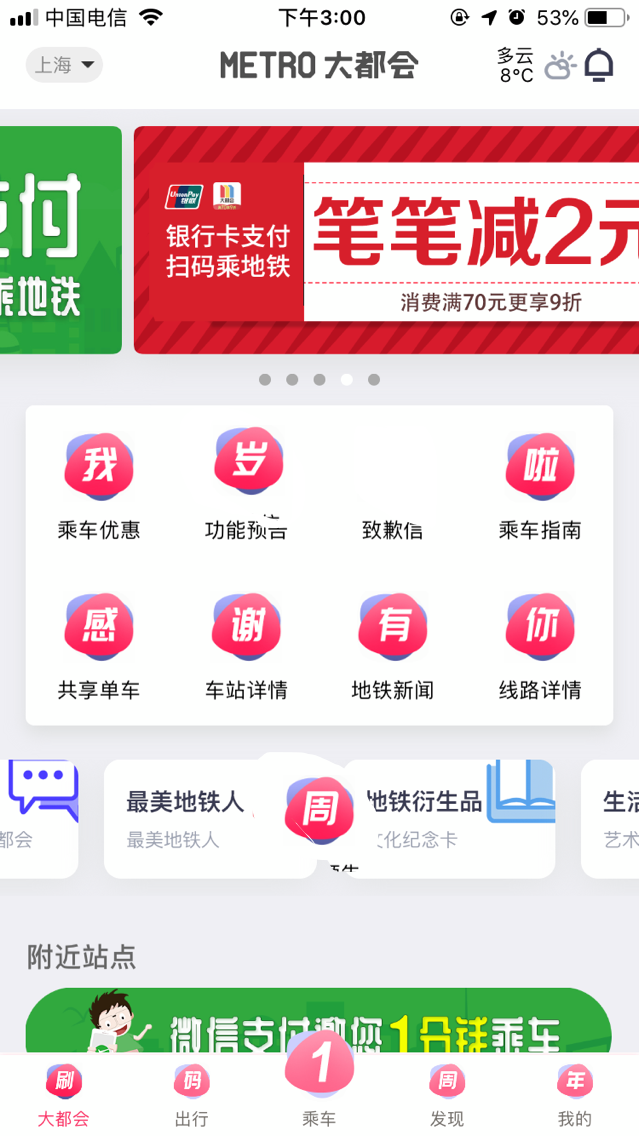 中国电信
下午3:00
53%
上海
METRO 大都会
多云
8°C
支付
乘地铁
UnionPay
银联
大都会
银行卡支付
扫码乘地铁
笔笔减2元
消费满70元更享9折
我
岁
啦
乘车优惠
功能预告
致歉信
乘车指南
感
谢
有
你
共享单车
车站详情
地铁新闻
线路详情
都会
最美地铁人
最美地铁人
周
地铁衍生品
文化纪念卡
生活
艺术
附近站点
微信支付邀您1分钱乘车
刷
码
1
周
年
大都会
出行
乘车
发现
我的